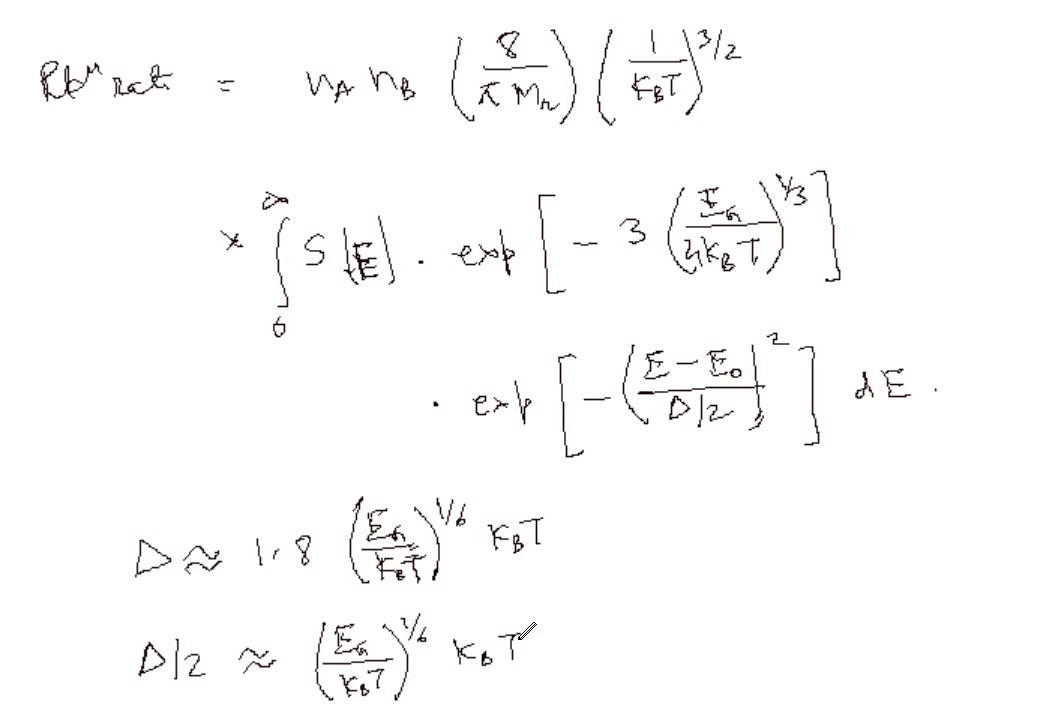 Rxⁿ rate = n_A n_B (8/π M_r) (1/K_B T)^{3/2}
× ∫_0^∞ S(E) · exp[ - 3 (E_G/4K_B T)^{1/3} ]
· exp[ - (E - E_0 / Δ/2)^2 ] dE .
Δ ≈ 1.8 (E_G/K_B T)^{1/6} K_B T
Δ/2 ≈ (E_G/K_B T)^{1/6} K_B T